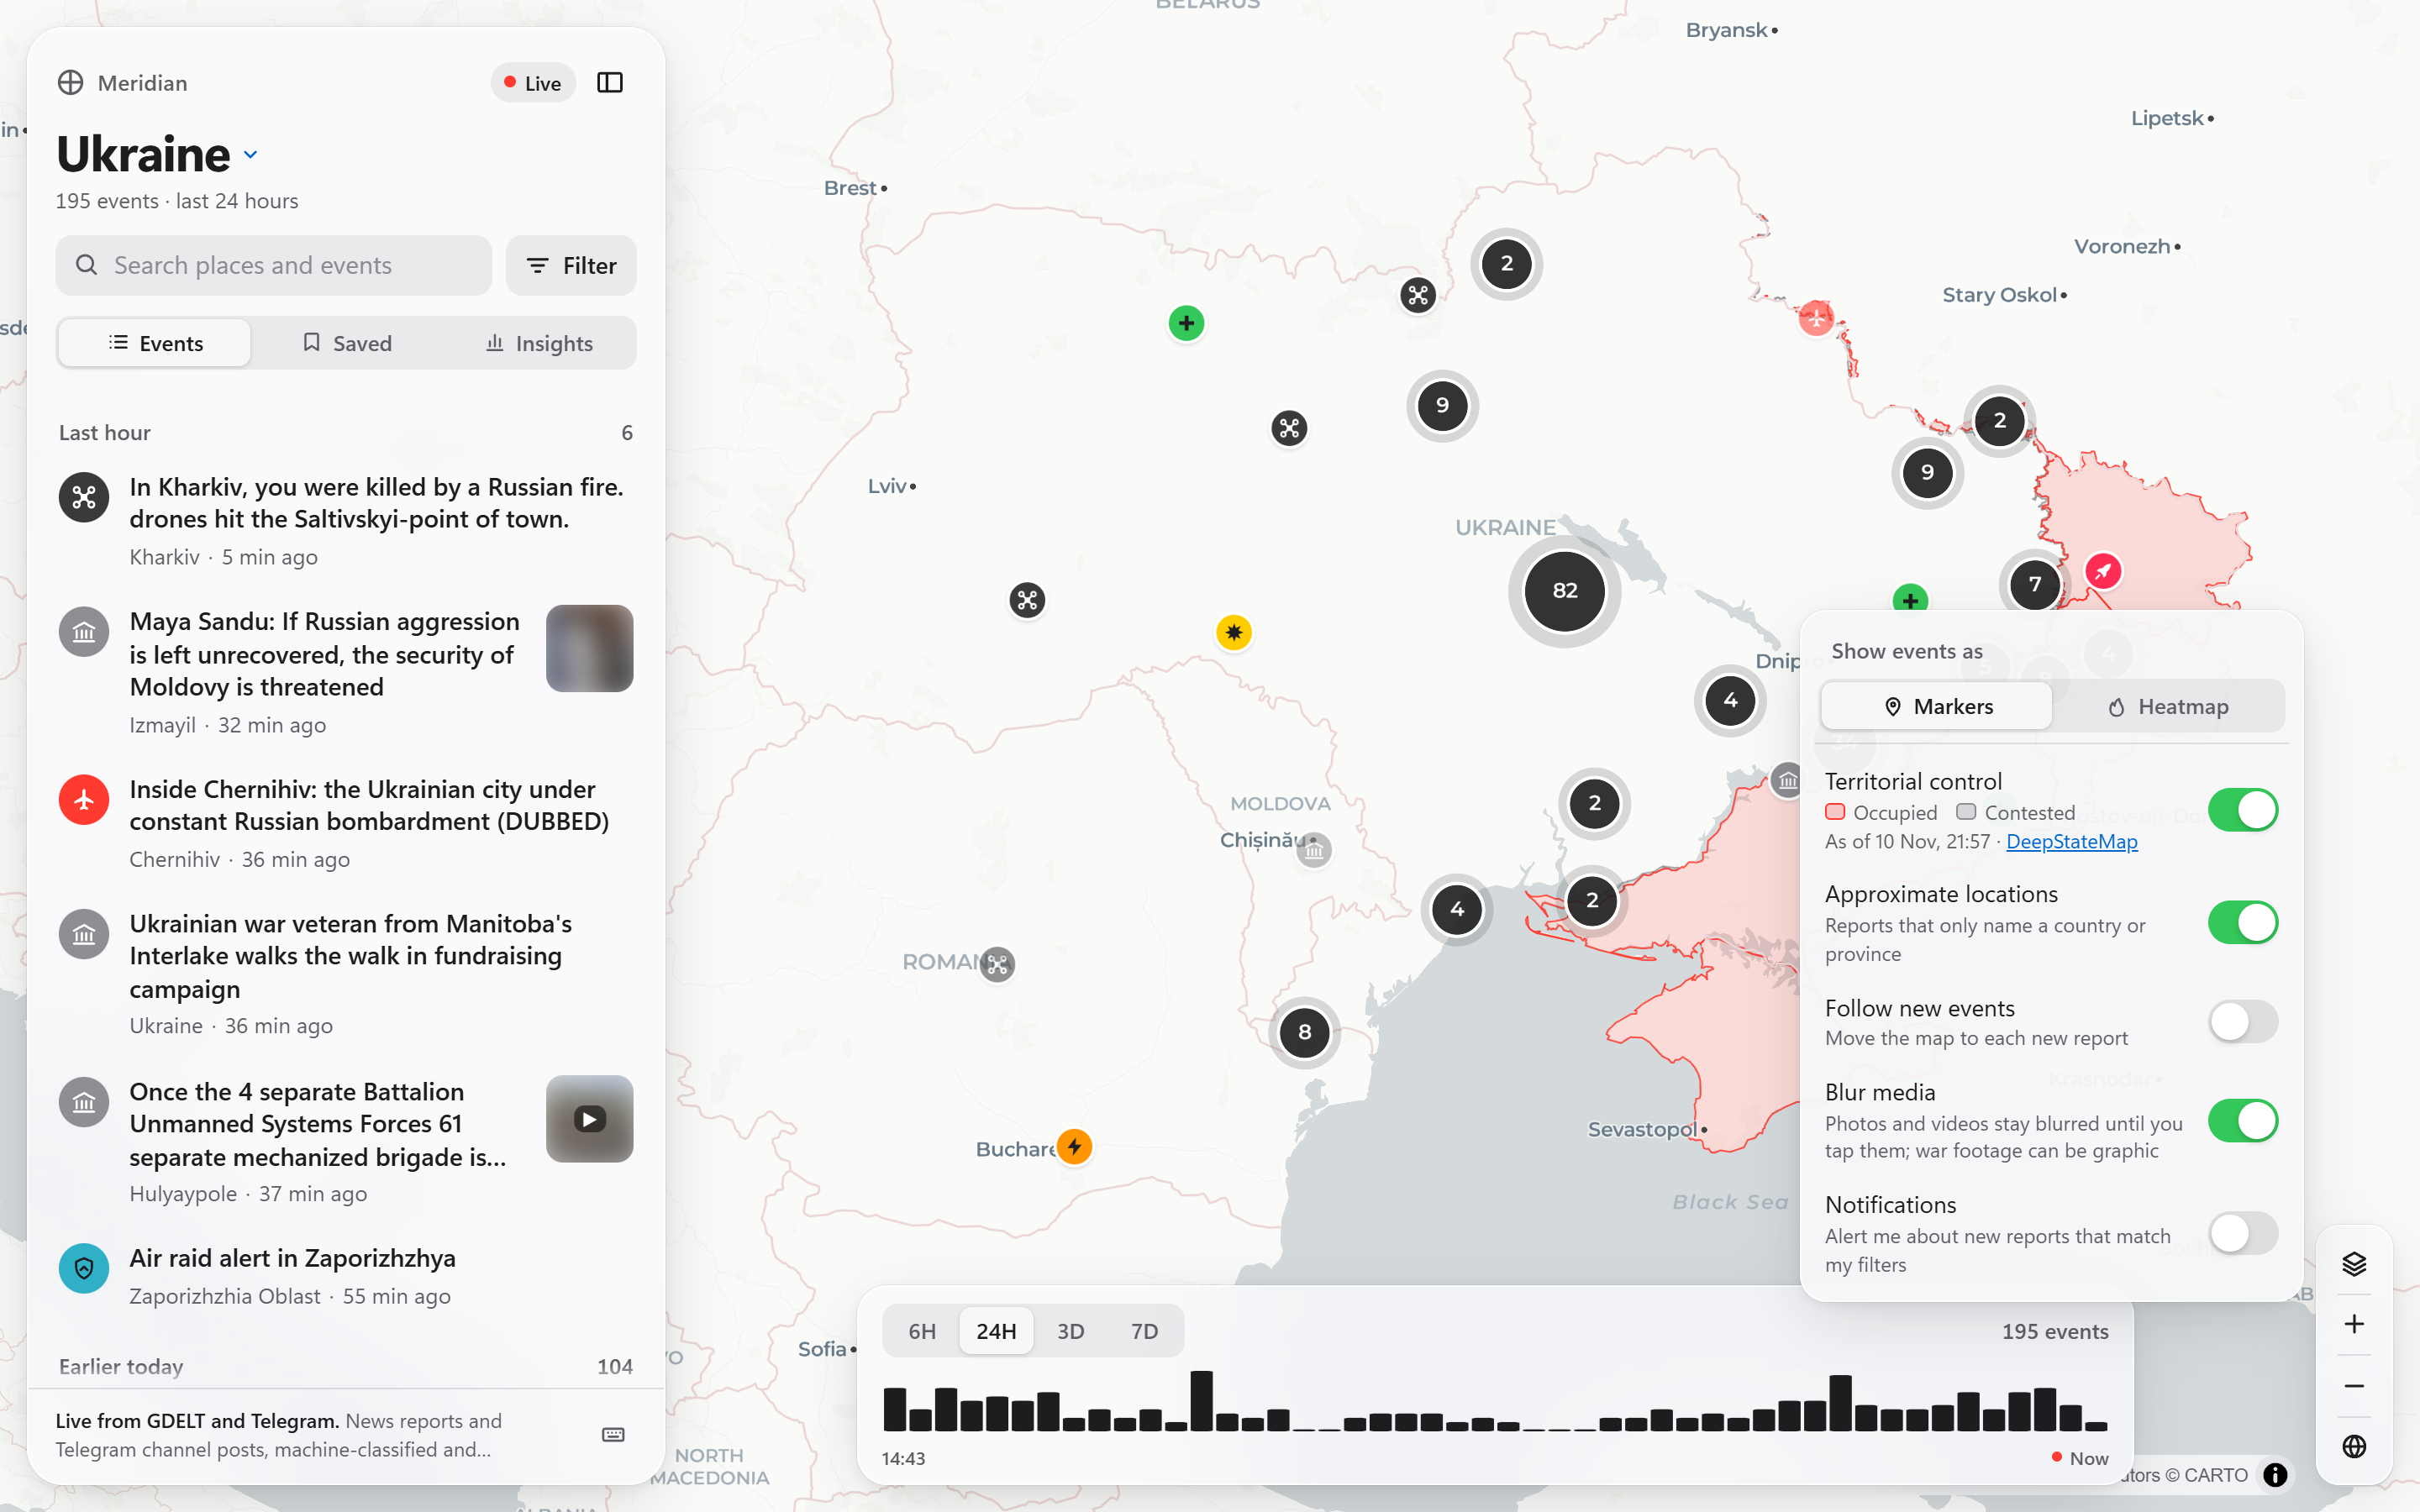 Meridian
Live
Ukraine
195 events · last 24 hours
Search places and events
Filter
Events
Saved
Insights
Last hour
6
In Kharkiv, you were killed by a Russian fire.
drones hit the Saltivskyi-point of town.
Kharkiv · 5 min ago
Maya Sandu: If Russian aggression
is left unrecovered, the security of
Moldovy is threatened
Izmayil · 32 min ago
Inside Chernihiv: the Ukrainian city under
constant Russian bombardment (DUBBED)
Chernihiv · 36 min ago
Ukrainian war veteran from Manitoba's
Interlake walks the walk in fundraising
campaign
Ukraine · 36 min ago
Once the 4 separate Battalion
Unmanned Systems Forces 61
separate mechanized brigade is...
Hulyaypole · 37 min ago
Air raid alert in Zaporizhzhya
Zaporizhzhia Oblast · 55 min ago
Earlier today
104
Live from GDELT and Telegram. News reports and
Telegram channel posts, machine-classified and...
BELARUS
Bryansk
Lipetsk
Brest
Voronezh
Stary Oskol
2
9
2
9
Lviv
UKRAINE
82
7
Dnip
4
MOLDOVA
2
Chișinău
4
2
ROMAN
8
Buchare
Sevastopol
Black Sea
Sofia
NORTH
MACEDONIA
Show events as
Markers
Heatmap
34
4
Territorial control
Occupied
Contested
As of 10 Nov, 21:57 · DeepStateMap
Approximate locations
Reports that only name a country or
province
Follow new events
Move the map to each new report
Krasnodar
Blur media
Photos and videos stay blurred until you
tap them; war footage can be graphic
Notifications
Alert me about new reports that match
my filters
6H
24H
3D
7D
195 events
14:43
Now
utors © CARTO